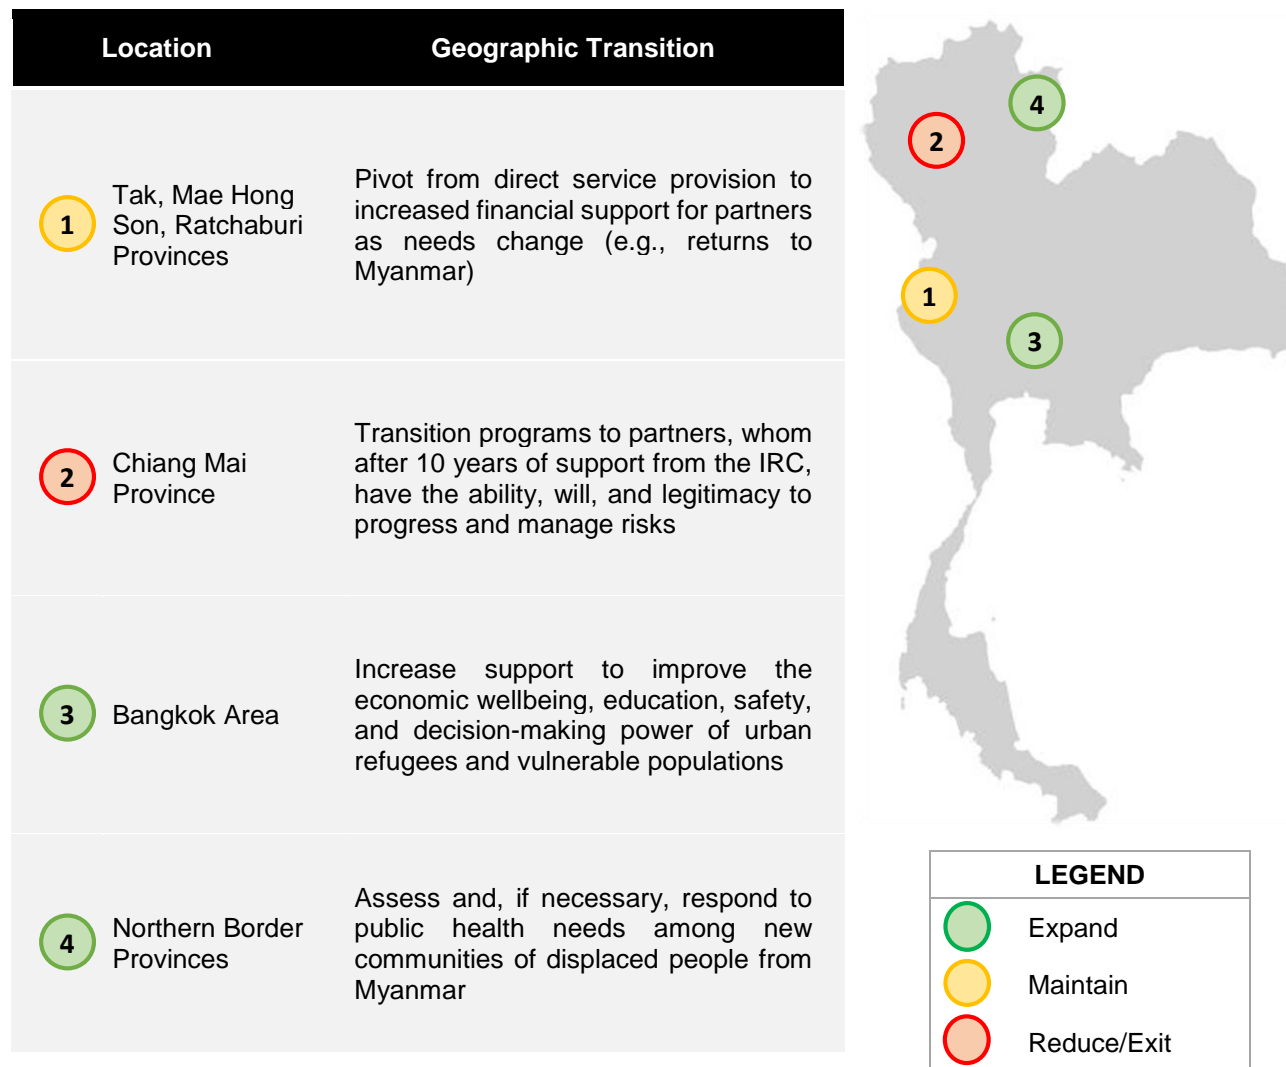 Location Geographic Transition
1
Tak, Mae Hong
Son, Ratchaburi
Provinces
Pivot from direct service provision to
increased financial support for partners
as needs change (e.g., returns to
Myanmar)
2
Chiang Mai
Province
Transition programs to partners, whom
after 10 years of support from the IRC,
have the ability, will, and legitimacy to
progress and manage risks
3
Bangkok Area
Increase support to improve the
economic wellbeing, education, safety,
and decision-making power of urban
refugees and vulnerable populations
4
Northern Border
Provinces
Assess and, if necessary, respond to
public health needs among new
communities of displaced people from
Myanmar
4
2
1
3
LEGEND
Expand
Maintain
Reduce/Exit